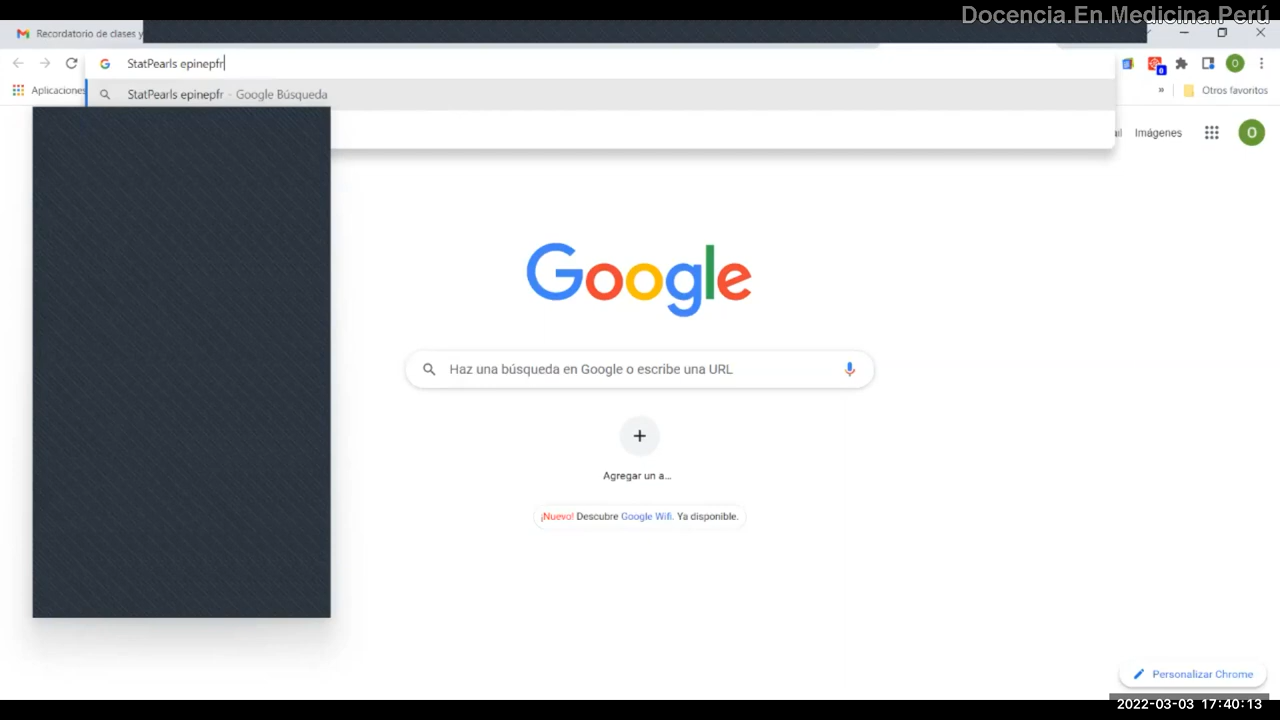 Docencia.En.Medicina.Perú
Recordatorio de clases y
StatPearls epinepfr
StatPearls epinepfr - Google Búsqueda
Aplicaciones
»
Otros favoritos
Imágenes
O
Google
Haz una búsqueda en Google o escribe una URL
Agregar un a...
¡Nuevo! Descubre Google Wifi. Ya disponible.
Personalizar Chrome
2022-03-03 17:40:13